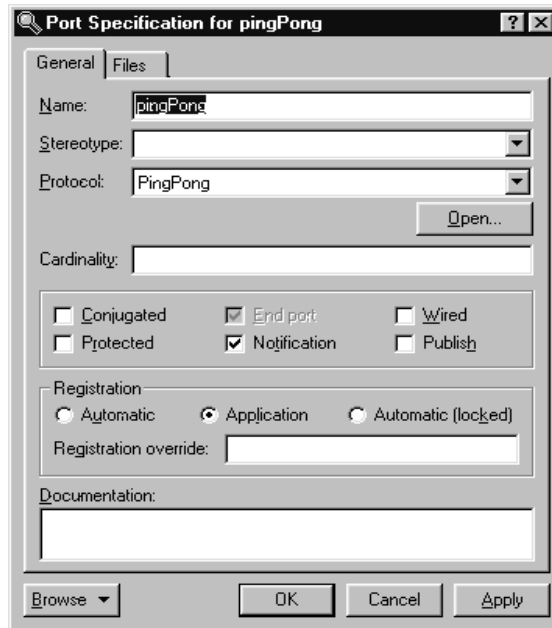 Port Specification for pingPong
General Files
Name: pingPong
Stereotype:
Protocol: PingPong
Open...
Cardinality:
Conjugated End port Wired
Protected Notification Publish
Registration
Automatic Application Automatic (locked)
Registration override:
Documentation:
Browse OK Cancel Apply